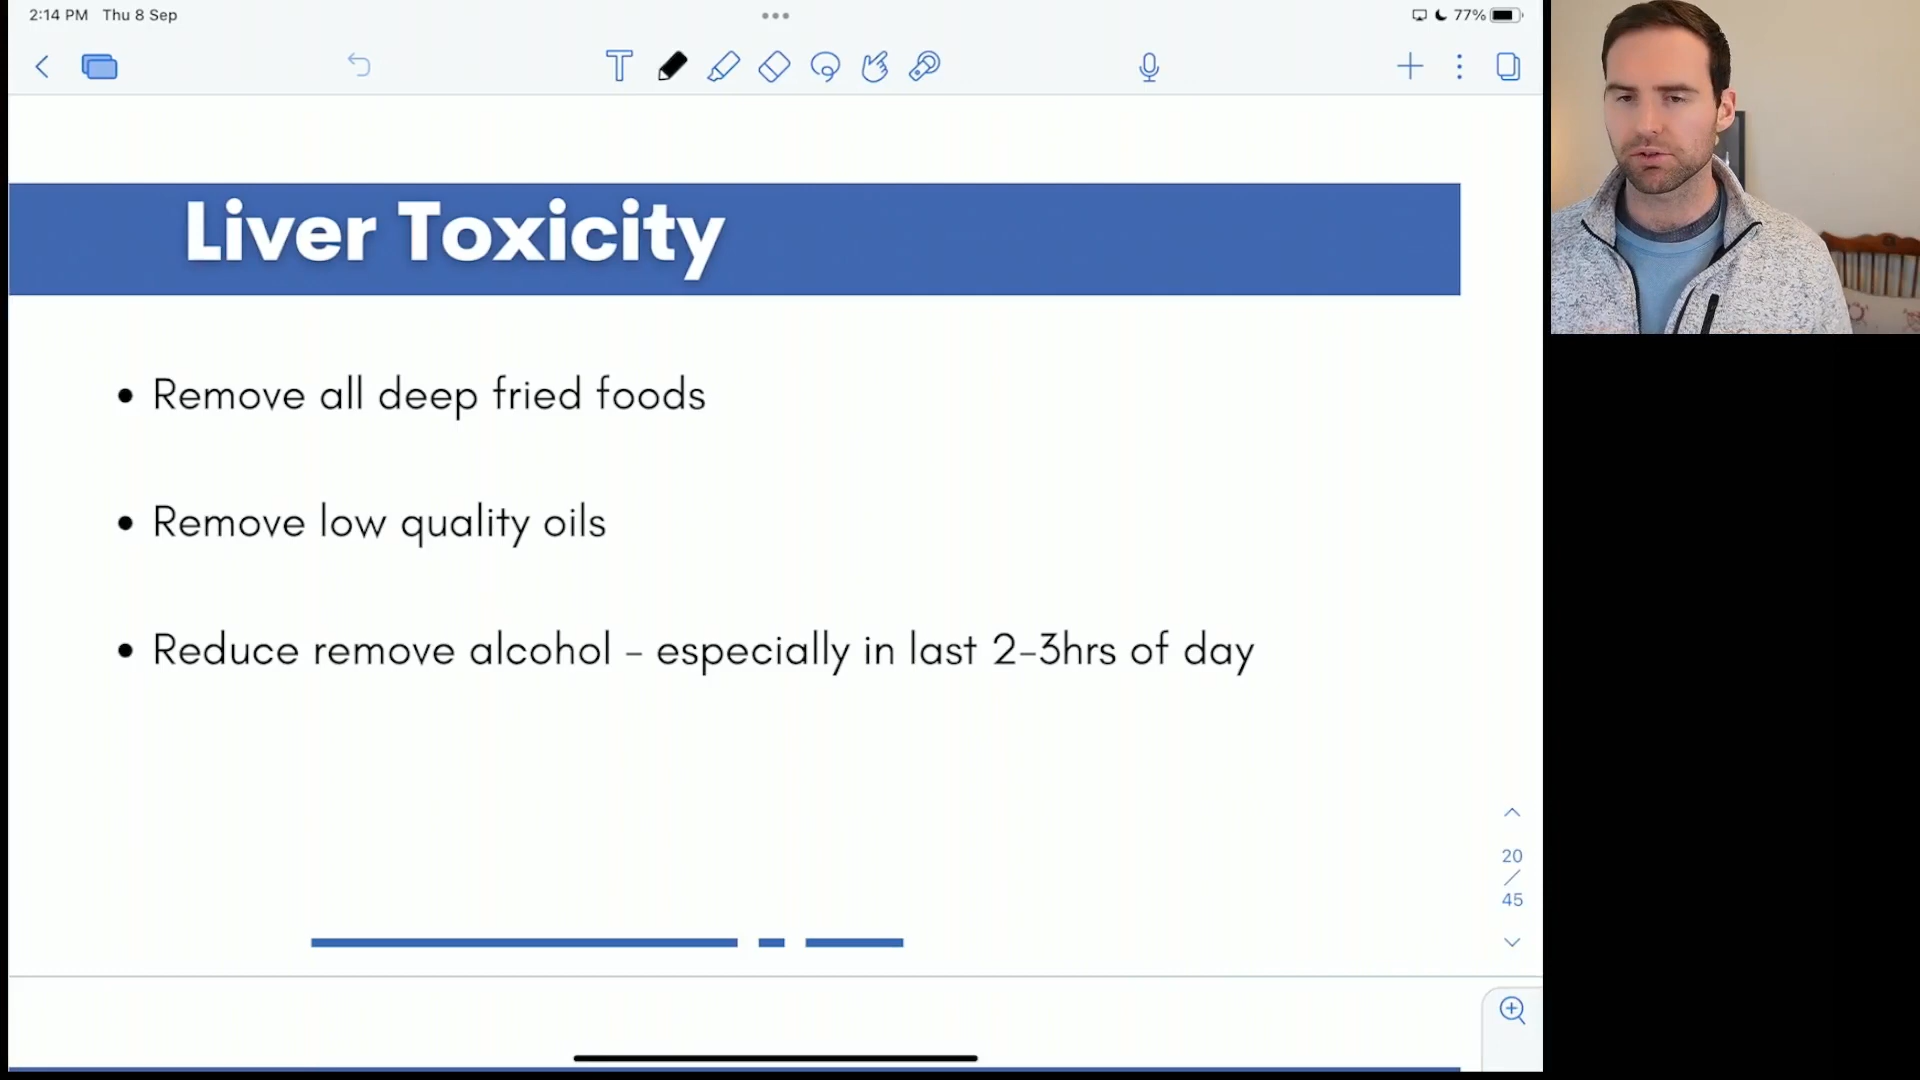 2:14 PM Thu 8 Sep
77%
Liver Toxicity
• Remove all deep fried foods
• Remove low quality oils
• Reduce remove alcohol - especially in last 2-3hrs of day
20
/
45